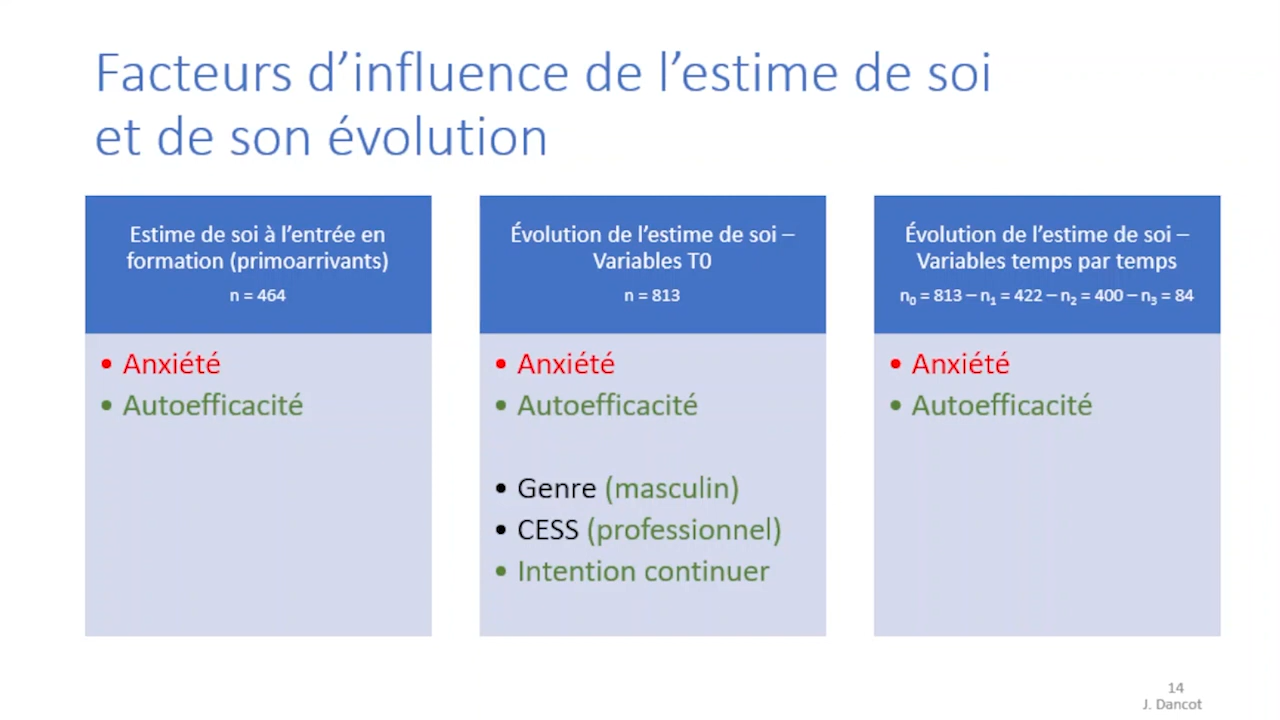 Facteurs d’influence de l’estime de soi
et de son évolution
Estime de soi à l’entrée en
formation (primoarrivants)
n = 464
• Anxiété
• Autoefficacité
Évolution de l’estime de soi –
Variables T0
n = 813
• Anxiété
• Autoefficacité
• Genre (masculin)
• CESS (professionnel)
• Intention continuer
Évolution de l’estime de soi –
Variables temps par temps
n₀ = 813 – n₁ = 422 – n₂ = 400 – n₃ = 84
• Anxiété
• Autoefficacité
14
J. Dancot